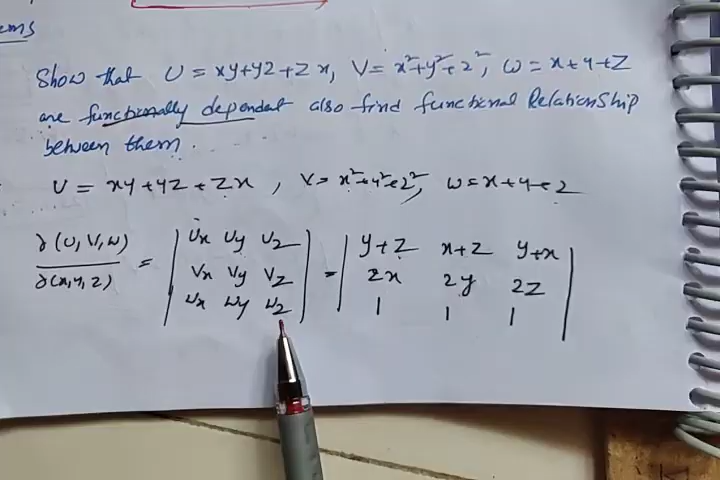 ems
Show that U = xy+yz+zx, V = x²+y²+z², ω = x+y+z
are functionally dependent also find functional Relationship
between them.
U = xy+yz+zx, V = x²+y²+z², ω = x+y+z
∂(U,V,W)/∂(x,y,z) = | Ux Uy Uz | = | y+z x+z y+x |
| Vx Vy Vz | | 2x 2y 2z |
| ωx ωy ωz | | 1 1 1 |